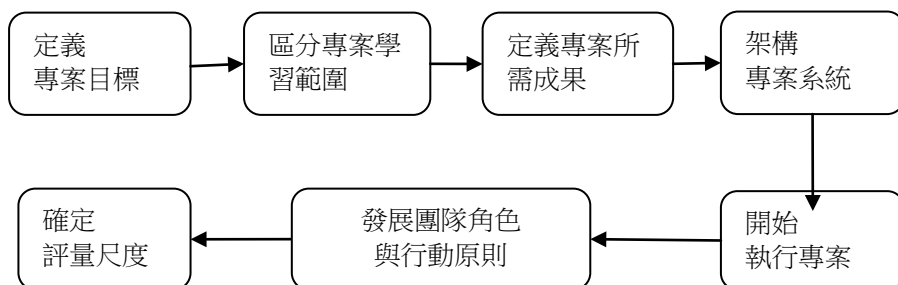 定義
專案目標
區分專案學
習範圍
定義專案所
需成果
架構
專案系統
開始
執行專案
發展團隊角色
與行動原則
確定
評量尺度